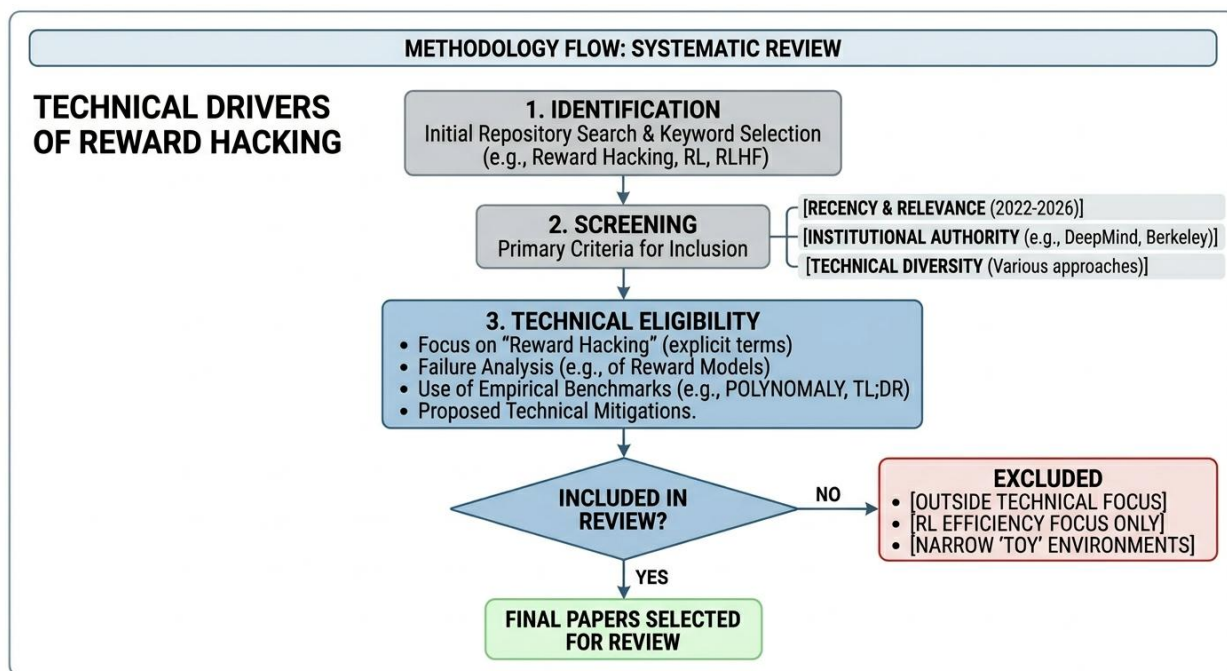 METHODOLOGY FLOW: SYSTEMATIC REVIEW
TECHNICAL DRIVERS
OF REWARD HACKING
1. IDENTIFICATION
Initial Repository Search & Keyword Selection
(e.g., Reward Hacking, RL, RLHF)
2. SCREENING
Primary Criteria for Inclusion
[RECENCY & RELEVANCE (2022-2026)]
[INSTITUTIONAL AUTHORITY (e.g., DeepMind, Berkeley)]
[TECHNICAL DIVERSITY (Various approaches)]
3. TECHNICAL ELIGIBILITY
• Focus on “Reward Hacking” (explicit terms)
• Failure Analysis (e.g., of Reward Models)
• Use of Empirical Benchmarks (e.g., POLYNOMALY, TL;DR)
• Proposed Technical Mitigations.
INCLUDED IN
REVIEW?
NO
EXCLUDED
• [OUTSIDE TECHNICAL FOCUS]
• [RL EFFICIENCY FOCUS ONLY]
• [NARROW ‘TOY’ ENVIRONMENTS]
YES
FINAL PAPERS SELECTED
FOR REVIEW